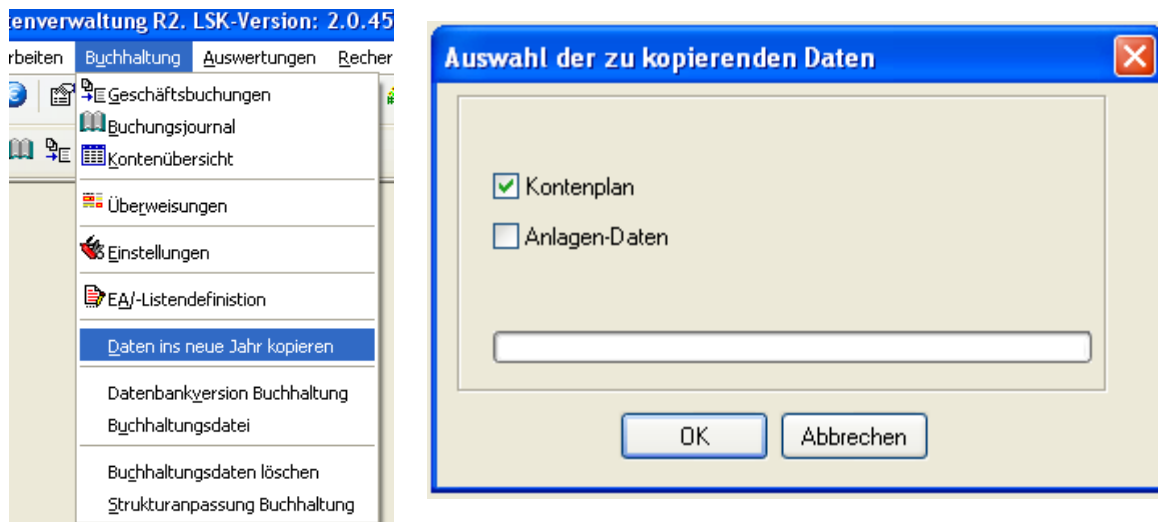 tenverwaltung R2. LSK-Version: 2.0.45
rbeiten Buchhaltung Auswertungen Recher
Geschäftsbuchungen
Buchungsjournal
Kontenübersicht
Überweisungen
Einstellungen
EA/-Listendefinistion
Daten ins neue Jahr kopieren
Datenbankversion Buchhaltung
Buchhaltungsdatei
Buchhaltungsdaten löschen
Strukturanpassung Buchhaltung
Auswahl der zu kopierenden Daten
Kontenplan
Anlagen-Daten
OK Abbrechen